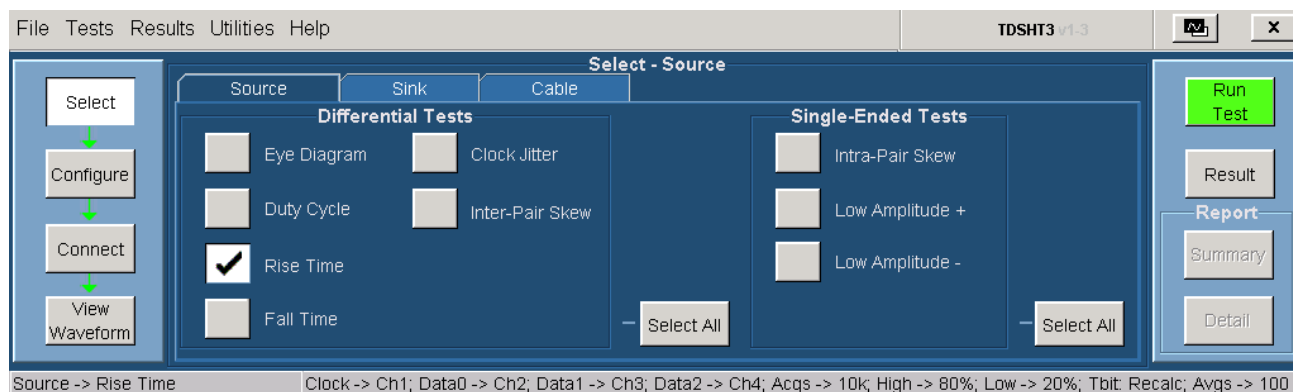 File Tests Results Utilities Help
TDSHT3 v1-3
Select - Source
Select
Configure
Connect
View
Waveform
Source Sink Cable
Differential Tests
Eye Diagram
Clock Jitter
Duty Cycle
Inter-Pair Skew
Rise Time
Fall Time
Select All
Single-Ended Tests
Intra-Pair Skew
Low Amplitude +
Low Amplitude -
Select All
Run
Test
Result
Report
Summary
Detail
Source -> Rise Time
Clock -> Ch1; Data0 -> Ch2; Data1 -> Ch3; Data2 -> Ch4; Acqs -> 10k; High -> 80%; Low -> 20%; Tbit: Recalc; Avgs -> 100